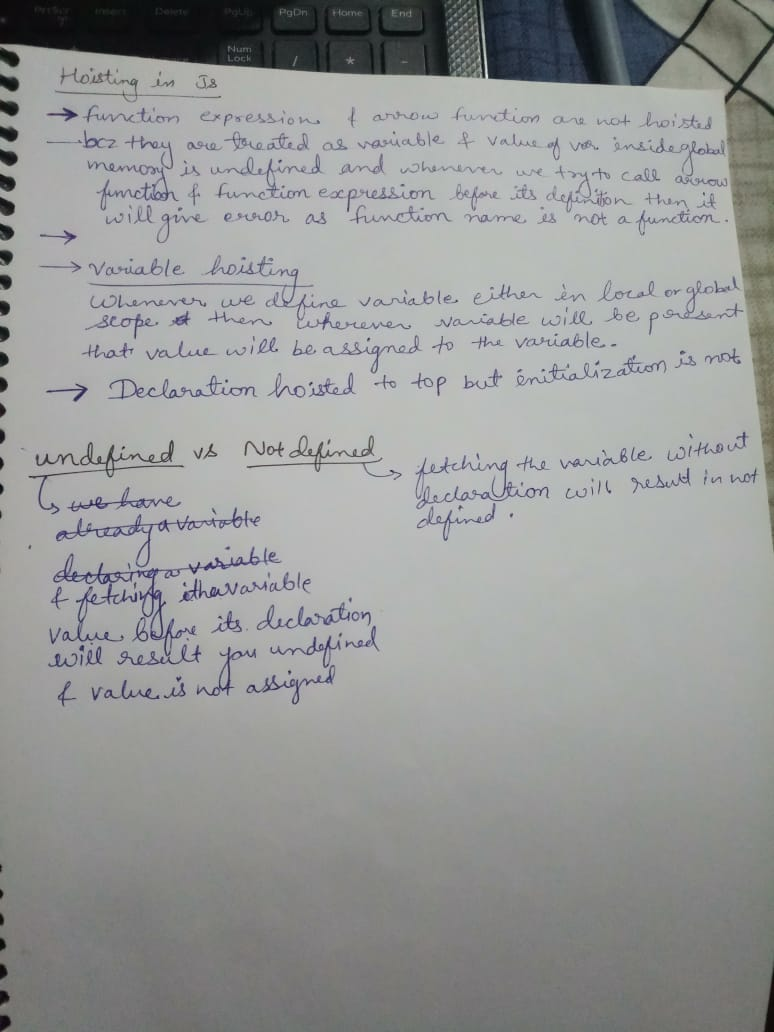 PrtScr
Insert
Delete
PgUp
PgDn
Home
End
Num
Lock
/
*
-
Hoisting in Js
→ function expression & arrow function are not hoisted
— bcz they are treated as variable & value of var inside global
memory is undefined and whenever we try to call arrow
function & function expression before its definition then it
will give error as function name is not a function.
→
→ Variable hoisting
Whenever we define variable either in local or global
scope then wherever variable will be present
that value will be assigned to the variable.
→ Declaration hoisted to top but initialization is not
undefined vs Not defined
↳ we have
already a variable
declaring a variable
& fetching the variable
value before its declaration
will result you undefined
& value is not assigned
↳ fetching the variable without
declaration will result in not
defined.